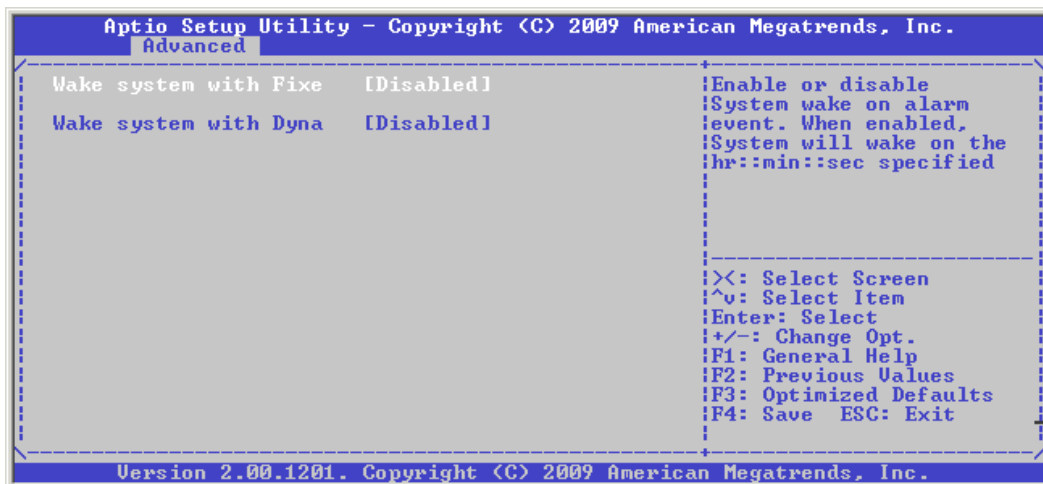 Aptio Setup Utility - Copyright (C) 2009 American Megatrends, Inc.
Advanced
Wake system with Fixe [Disabled]
Wake system with Dyna [Disabled]
Enable or disable
System wake on alarm
event. When enabled,
System will wake on the
hr::min::sec specified
><: Select Screen
^v: Select Item
Enter: Select
+/-: Change Opt.
F1: General Help
F2: Previous Values
F3: Optimized Defaults
F4: Save ESC: Exit
Version 2.00.1201. Copyright (C) 2009 American Megatrends, Inc.